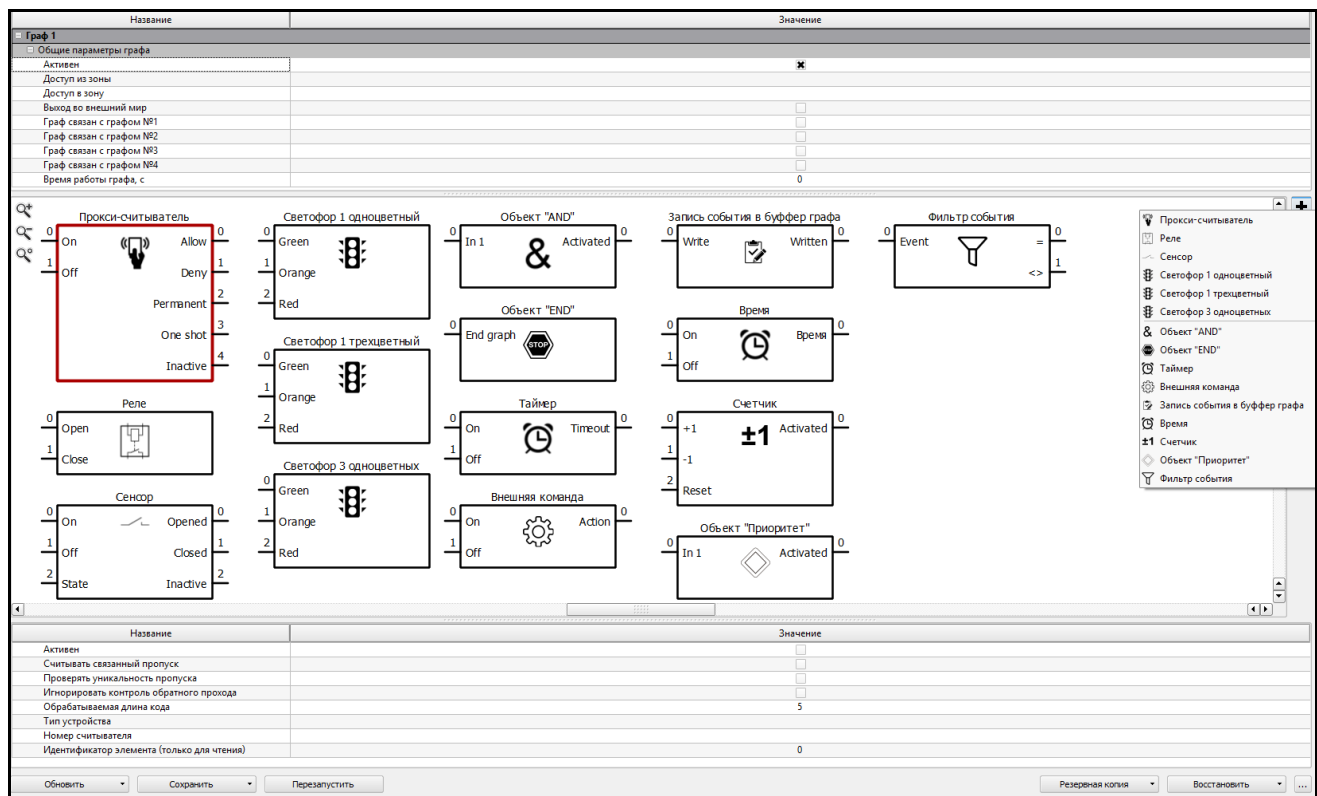 Название Значение
Граф 1
Общие параметры графа
Активен
Доступ из зоны
Доступ в зону
Выход во внешний мир
Граф связан с графом №1
Граф связан с графом №2
Граф связан с графом №3
Граф связан с графом №4
Время работы графа, с 0
Прокси-считыватель
0 On Allow 0
1 Off Deny 1
Permanent 2
One shot 3
Inactive 4
Реле
0 Open
1 Close
Сенсор
0 On Opened 0
1 Off Closed 1
2 State Inactive 2
Светофор 1 одноцветный
0 Green
1 Orange
2 Red
Светофор 1 трехцветный
0 Green
1 Orange
2 Red
Светофор 3 одноцветных
0 Green
1 Orange
2 Red
Объект "AND"
0 In 1 & Activated 0
Объект "END"
0 End graph STOP
Таймер
0 On Timeout 0
1 Off
Внешняя команда
0 On Action 0
1 Off
Запись события в буффер графа
0 Write Written 0
Время
0 On Время 0
1 Off
Счетчик
0 +1 ±1 Activated 0
1 -1
2 Reset
Объект "Приоритет"
0 In 1 Activated 0
Фильтр события
0 Event = 0
<> 1
Прокси-считыватель
Реле
Сенсор
Светофор 1 одноцветный
Светофор 1 трехцветный
Светофор 3 одноцветных
& Объект "AND"
Объект "END"
Таймер
Внешняя команда
Запись события в буффер графа
Время
±1 Счетчик
Объект "Приоритет"
Фильтр события
Название Значение
Активен
Считывать связанный пропуск
Проверять уникальность пропуска
Игнорировать контроль обратного прохода
Обрабатываемая длина кода 5
Тип устройства
Номер считывателя
Идентификатор элемента (только для чтения) 0
Обновить Сохранить Перезапустить Резервная копия Восстановить ...